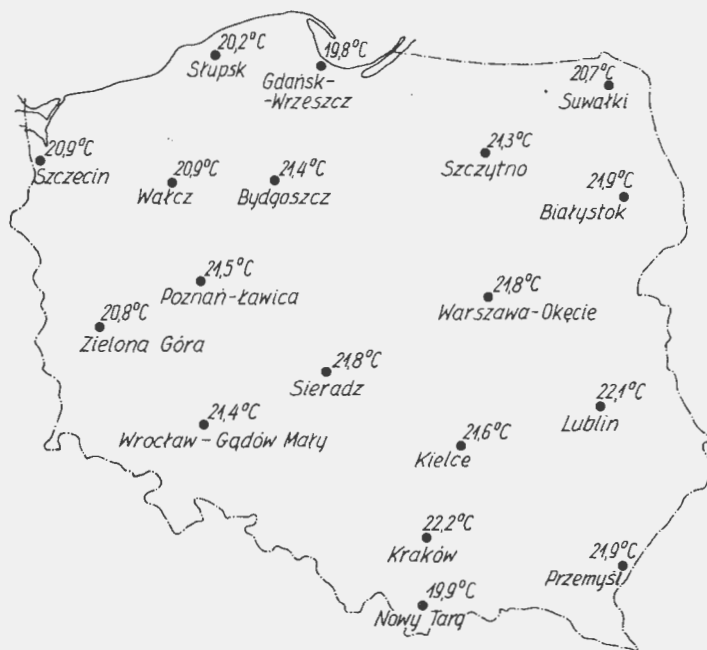 20,2°C
Słupsk
19,8°C
Gdańsk-
-Wrzeszcz
20,7°C
Suwałki
20,9°C
Szczecin
20,9°C
Wałcz
21,4°C
Bydgoszcz
21,3°C
Szczytno
21,9°C
Białystok
21,5°C
Poznań-Ławica
21,8°C
Warszawa-Okęcie
20,8°C
Zielona Góra
21,8°C
Sieradz
22,1°C
Lublin
21,4°C
Wrocław-Gądów Mały
21,6°C
Kielce
22,2°C
Kraków
21,9°C
Przemyśl
19,9°C
Nowy Targ